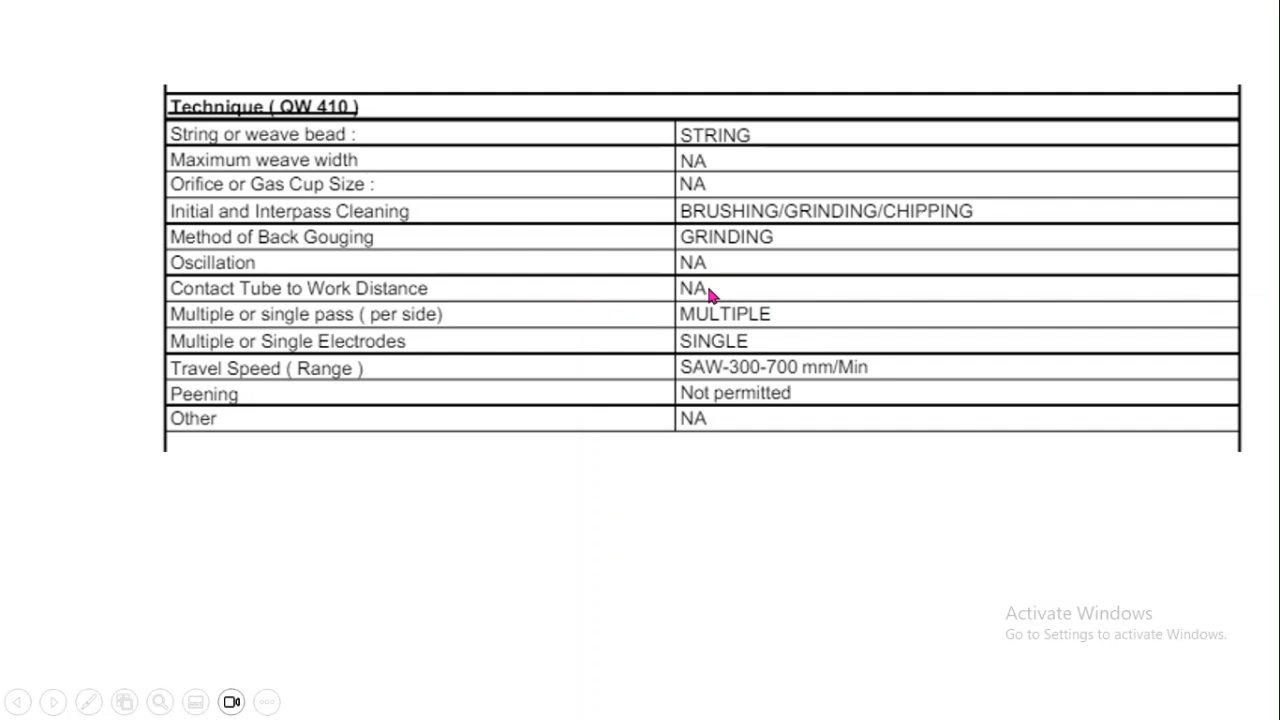 Technique ( QW 410 )
String or weave bead : STRING
Maximum weave width NA
Orifice or Gas Cup Size : NA
Initial and Interpass Cleaning BRUSHING/GRINDING/CHIPPING
Method of Back Gouging GRINDING
Oscillation NA
Contact Tube to Work Distance NA
Multiple or single pass ( per side) MULTIPLE
Multiple or Single Electrodes SINGLE
Travel Speed ( Range ) SAW-300-700 mm/Min
Peening Not permitted
Other NA
Activate Windows
Go to Settings to activate Windows.